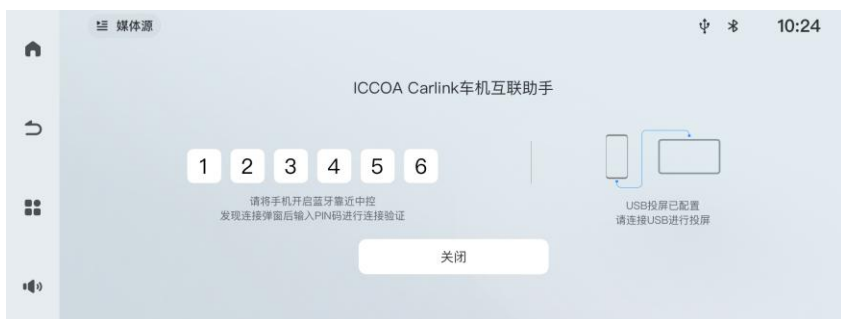 媒体源
10:24
ICCOA Carlink车机互联助手
1 2 3 4 5 6
请将手机开启蓝牙靠近中控
发现连接弹窗后输入PIN码进行连接验证
USB投屏已配置
请连接USB进行投屏
关闭